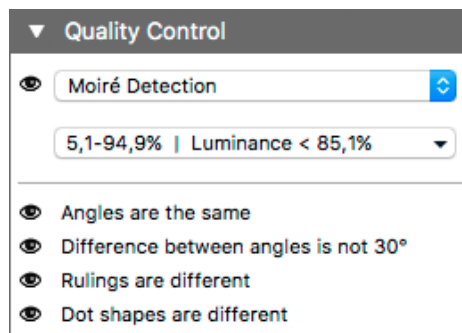 Quality Control
Moiré Detection
5,1-94,9% | Luminance < 85,1%
Angles are the same
Difference between angles is not 30°
Rulings are different
Dot shapes are different